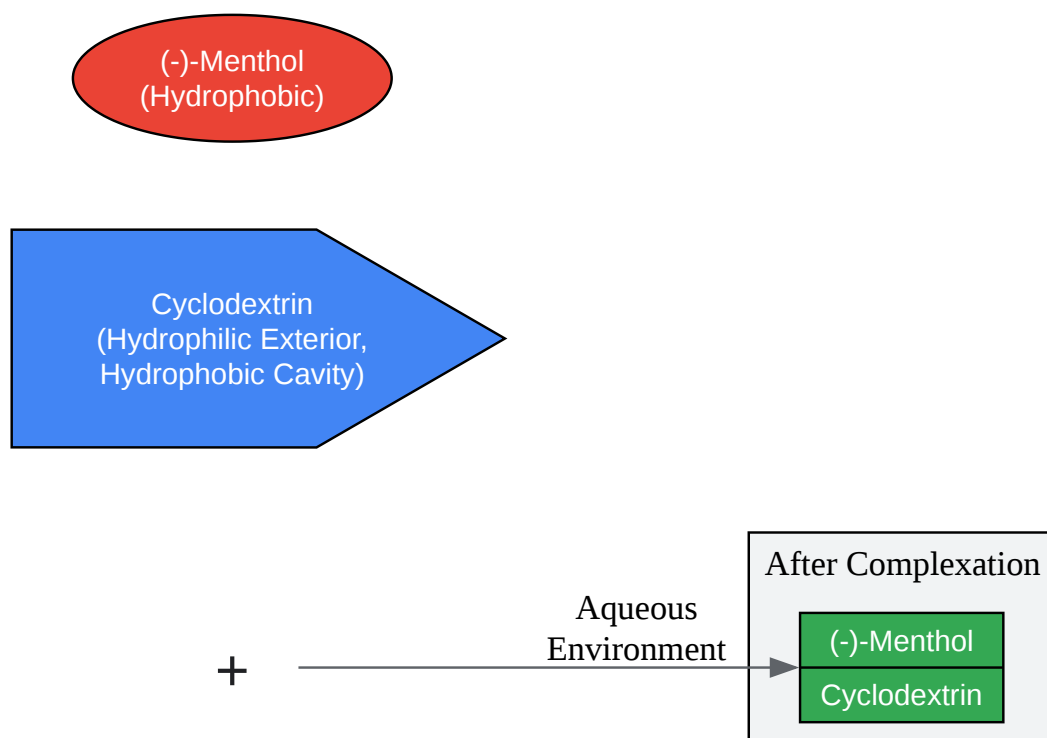 (-)-Menthol
(Hydrophobic)
Cyclodextrin
(Hydrophilic Exterior,
Hydrophobic Cavity)
After Complexation
Aqueous
Environment
+
(-)-Menthol
Cyclodextrin